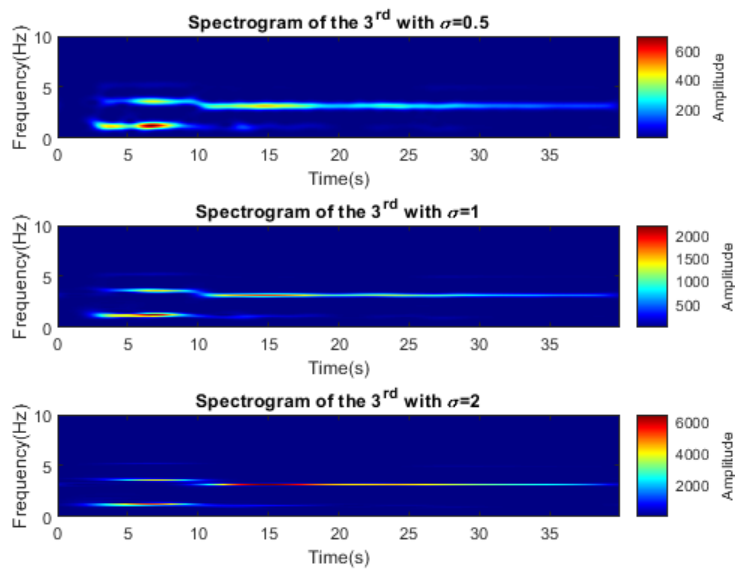 Spectrogram of the 3rd with σ=0.5
10
5
0
Frequency(Hz)
0 5 10 15 20 25 30 35
Time(s)
600
400
200
Amplitude
Spectrogram of the 3rd with σ=1
10
5
0
Frequency(Hz)
0 5 10 15 20 25 30 35
Time(s)
2000
1500
1000
500
Amplitude
Spectrogram of the 3rd with σ=2
10
5
0
Frequency(Hz)
0 5 10 15 20 25 30 35
Time(s)
6000
4000
2000
Amplitude